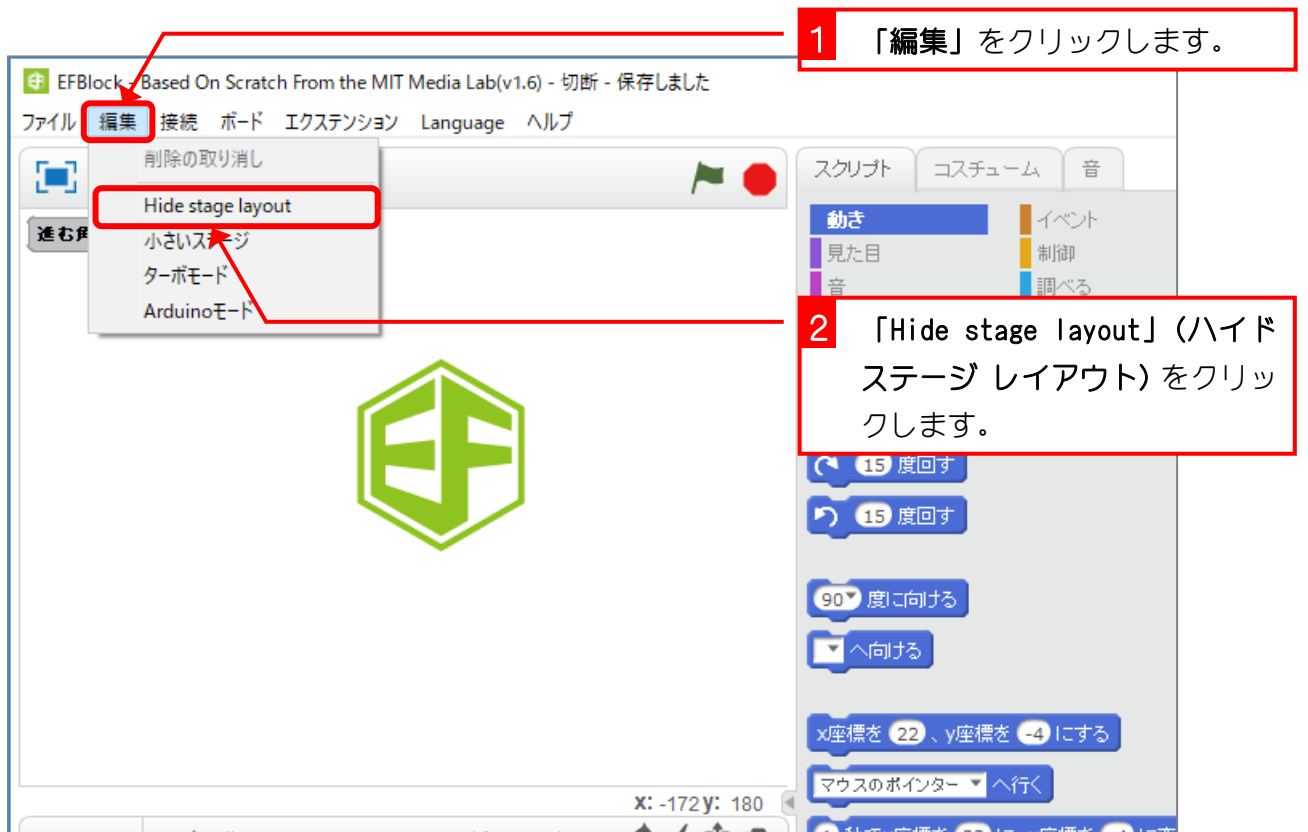 1 「編集」をクリックします。
EFBlock - Based On Scratch From the MIT Media Lab(v1.6) - 切断 - 保存しました
ファイル 編集 接続 ボード エクステンション Language ヘルプ
削除の取り消し
Hide stage layout
小さいステージ
ターボモード
Arduinoモード
進む角
スクリプト コスチューム 音
動き イベント
見た目 制御
音 調べる
2 「Hide stage layout」(ハイド
ステージ レイアウト) をクリッ
クします。
15 度回す
15 度回す
90 度に向ける
へ向ける
x座標を 22 、y座標を -4 にする
マウスのポインター へ行く
X: -172 y: 180
EF